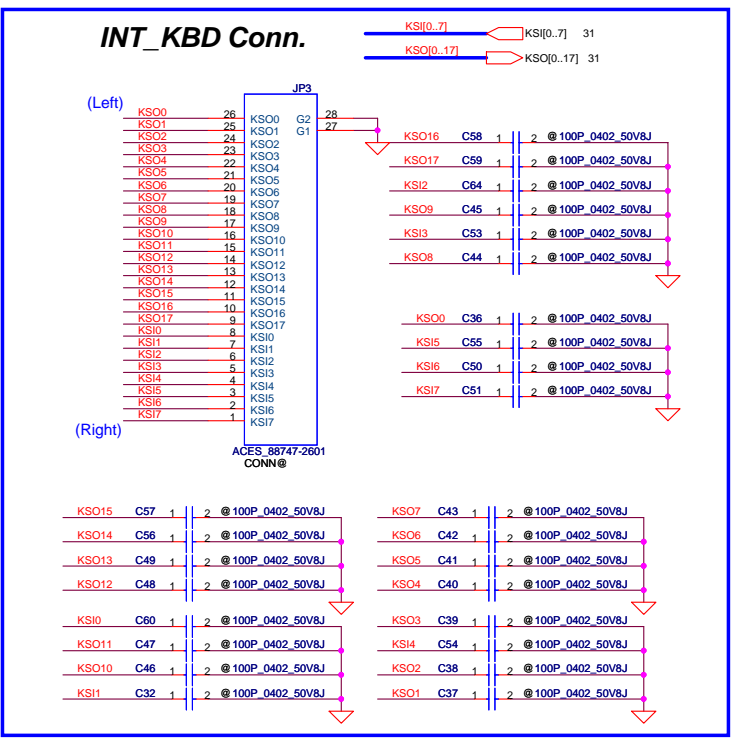 INT_KBD Conn.
KSI[0..7] KSI[0..7] 31
KSO[0..17] KSO[0..17] 31
JP3
(Left)
KSO0 26 KSO0 G2 28
KSO1 25 KSO1 G1 27
KSO2 24 KSO2
KSO3 23 KSO3
KSO4 22 KSO4
KSO5 21 KSO5
KSO6 20 KSO6
KSO7 19 KSO7
KSO8 18 KSO8
KSO9 17 KSO9
KSO10 16 KSO10
KSO11 15 KSO11
KSO12 14 KSO12
KSO13 13 KSO13
KSO14 12 KSO14
KSO15 11 KSO15
KSO16 10 KSO16
KSO17 9 KSO17
KSI0 8 KSI0
KSI1 7 KSI1
KSI2 6 KSI2
KSI3 5 KSI3
KSI4 4 KSI4
KSI5 3 KSI5
KSI6 2 KSI6
KSI7 1 KSI7
(Right)
ACES_88747-2601
CONN@
KSO16 C58 1 2 @100P_0402_50V8J
KSO17 C59 1 2 @100P_0402_50V8J
KSI2 C64 1 2 @100P_0402_50V8J
KSO9 C45 1 2 @100P_0402_50V8J
KSI3 C53 1 2 @100P_0402_50V8J
KSO8 C44 1 2 @100P_0402_50V8J
KSO0 C36 1 2 @100P_0402_50V8J
KSI5 C55 1 2 @100P_0402_50V8J
KSI6 C50 1 2 @100P_0402_50V8J
KSI7 C51 1 2 @100P_0402_50V8J
KSO15 C57 1 2 @100P_0402_50V8J
KSO14 C56 1 2 @100P_0402_50V8J
KSO13 C49 1 2 @100P_0402_50V8J
KSO12 C48 1 2 @100P_0402_50V8J
KSI0 C60 1 2 @100P_0402_50V8J
KSO11 C47 1 2 @100P_0402_50V8J
KSO10 C46 1 2 @100P_0402_50V8J
KSI1 C32 1 2 @100P_0402_50V8J
KSO7 C43 1 2 @100P_0402_50V8J
KSO6 C42 1 2 @100P_0402_50V8J
KSO5 C41 1 2 @100P_0402_50V8J
KSO4 C40 1 2 @100P_0402_50V8J
KSO3 C39 1 2 @100P_0402_50V8J
KSI4 C54 1 2 @100P_0402_50V8J
KSO2 C38 1 2 @100P_0402_50V8J
KSO1 C37 1 2 @100P_0402_50V8J